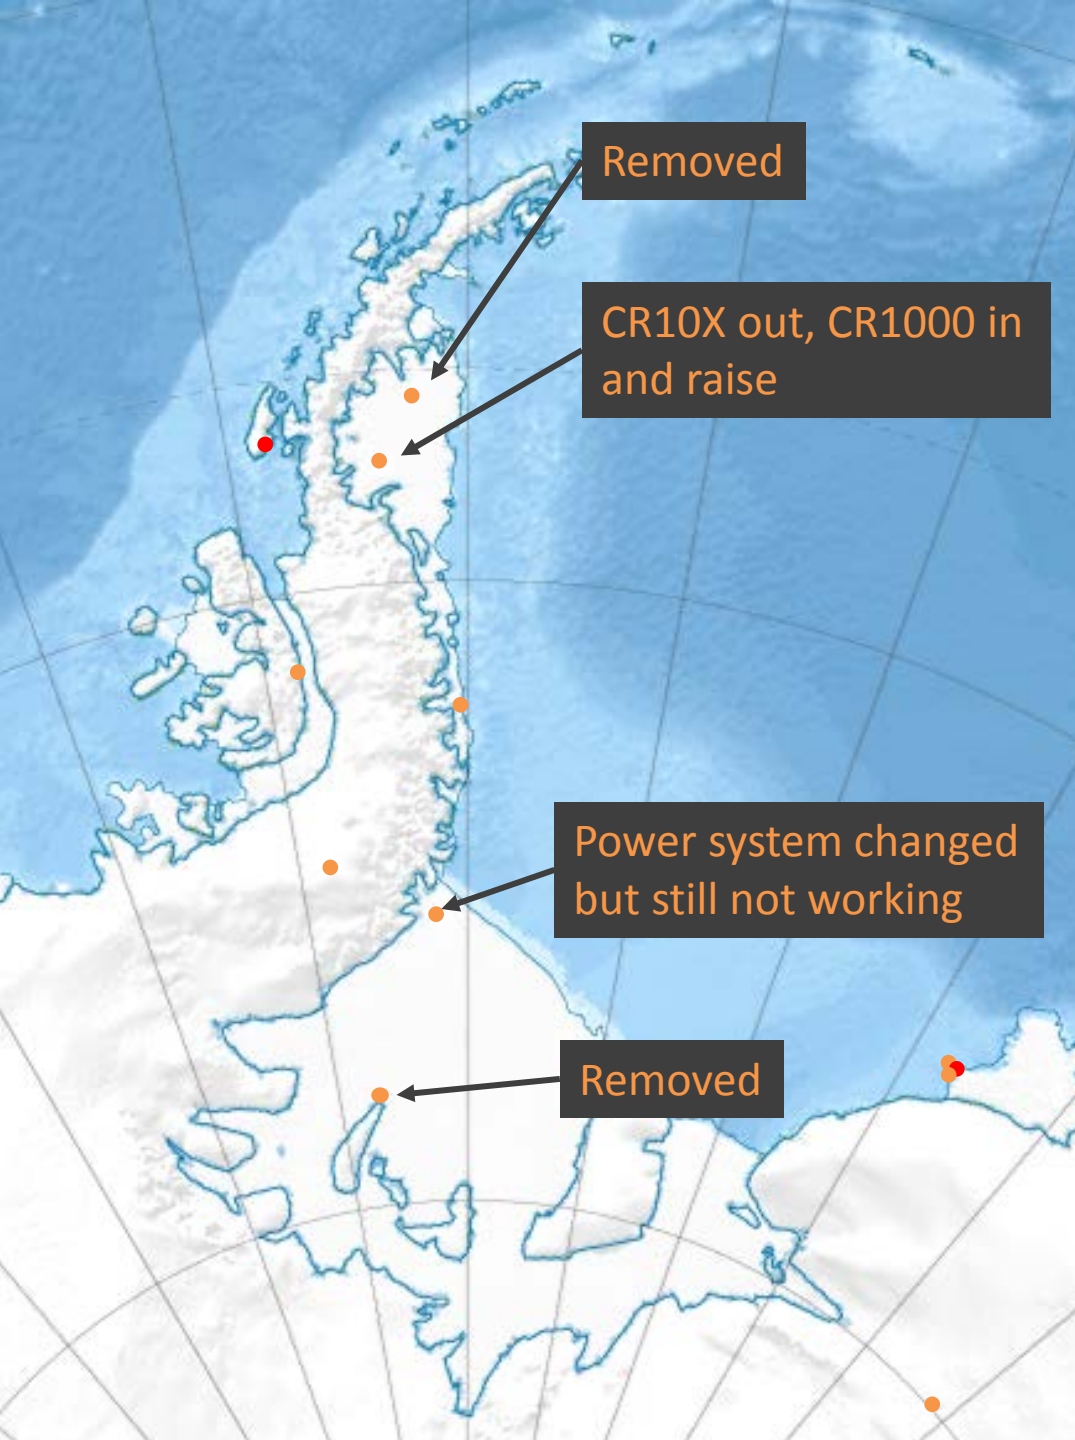 Removed
CR10X out, CR1000 in
and raise
Power system changed
but still not working
Removed